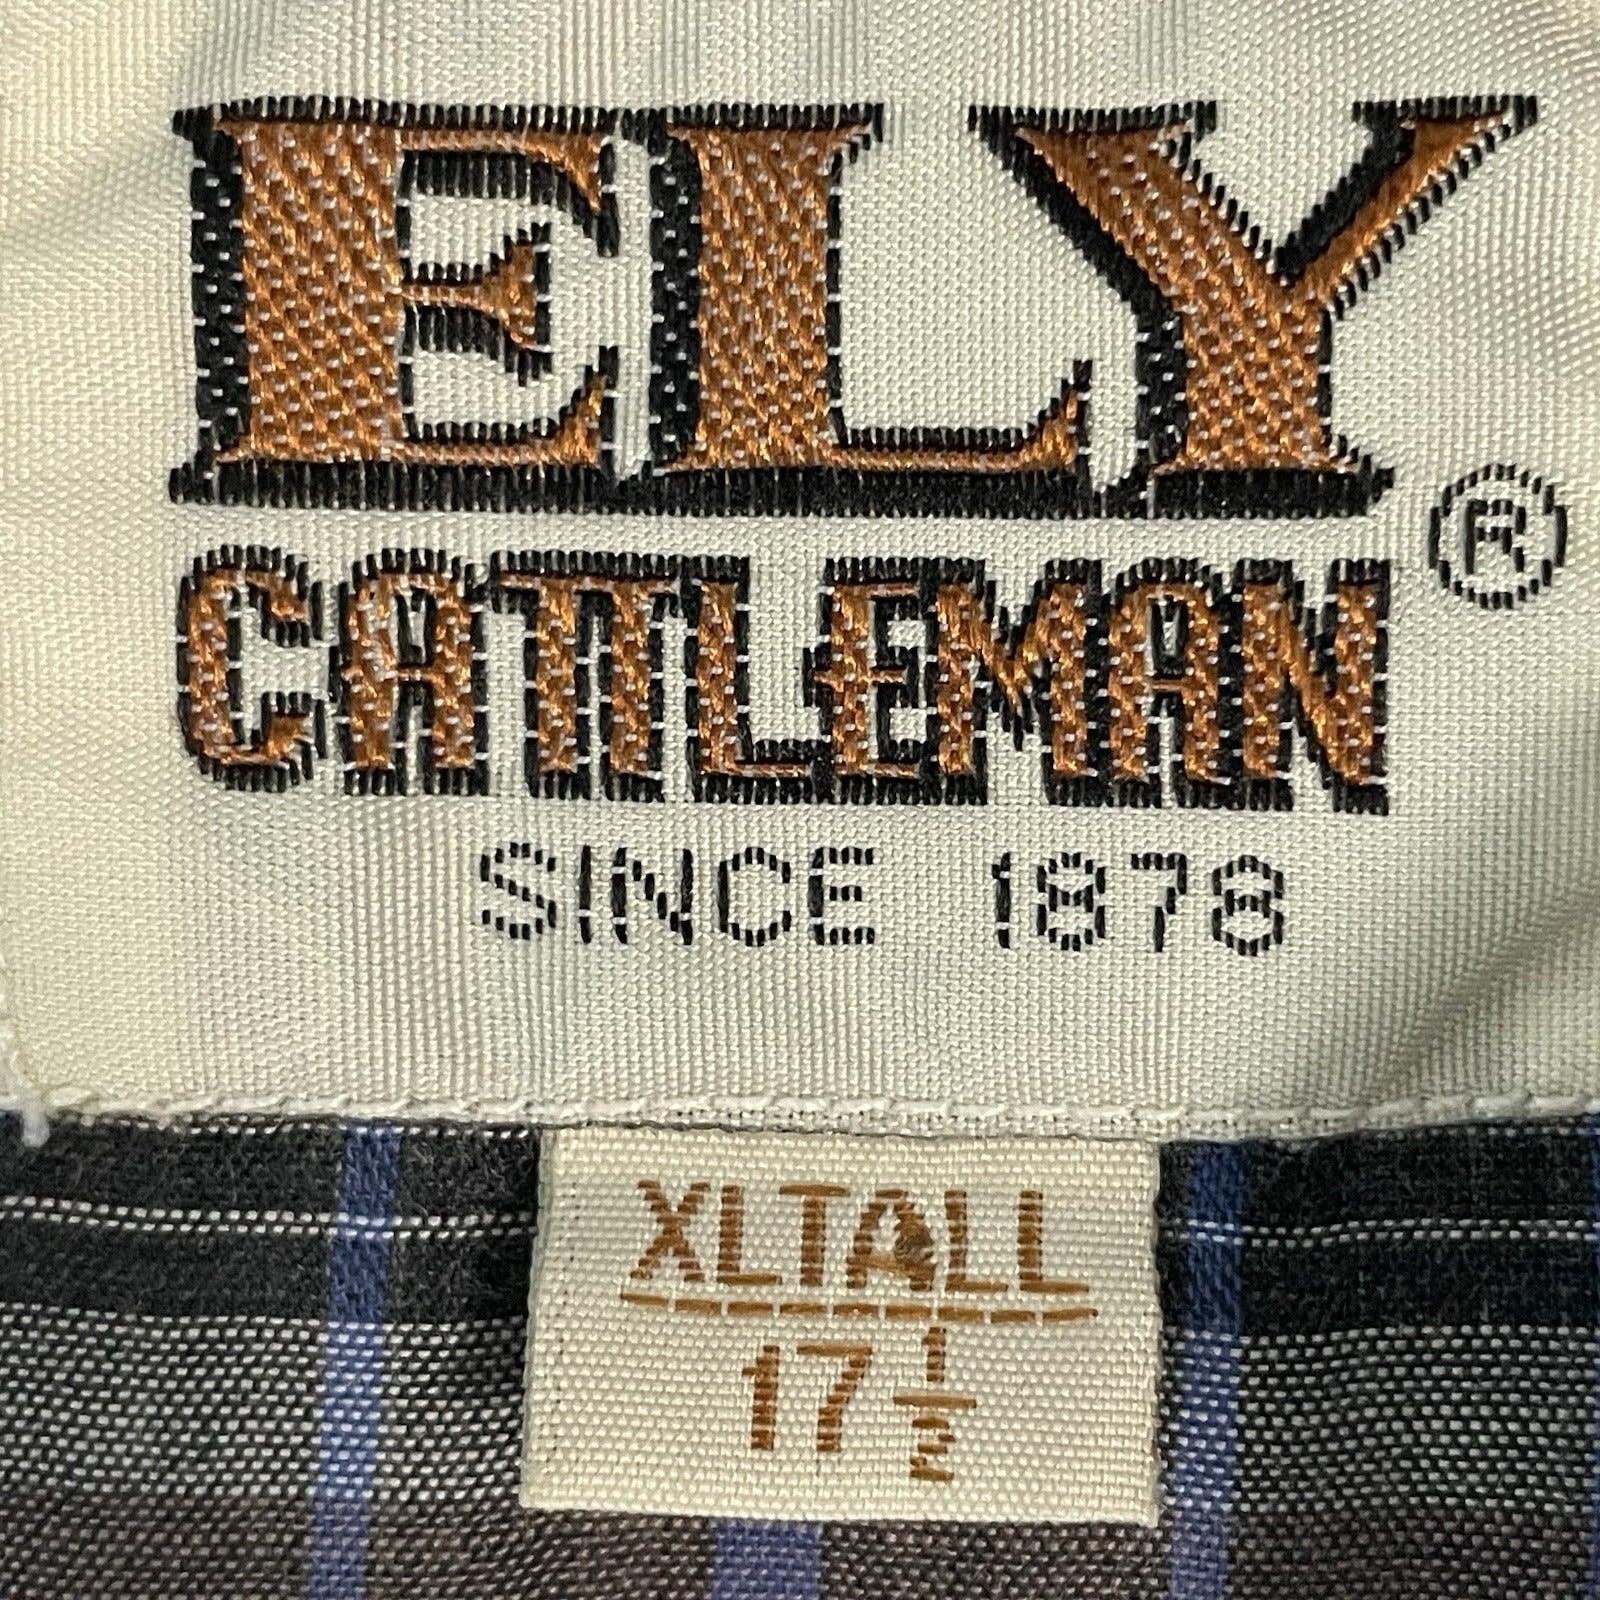 ELY
CATTLEMAN ®
SINCE 1878
XLTALL
17 1/2